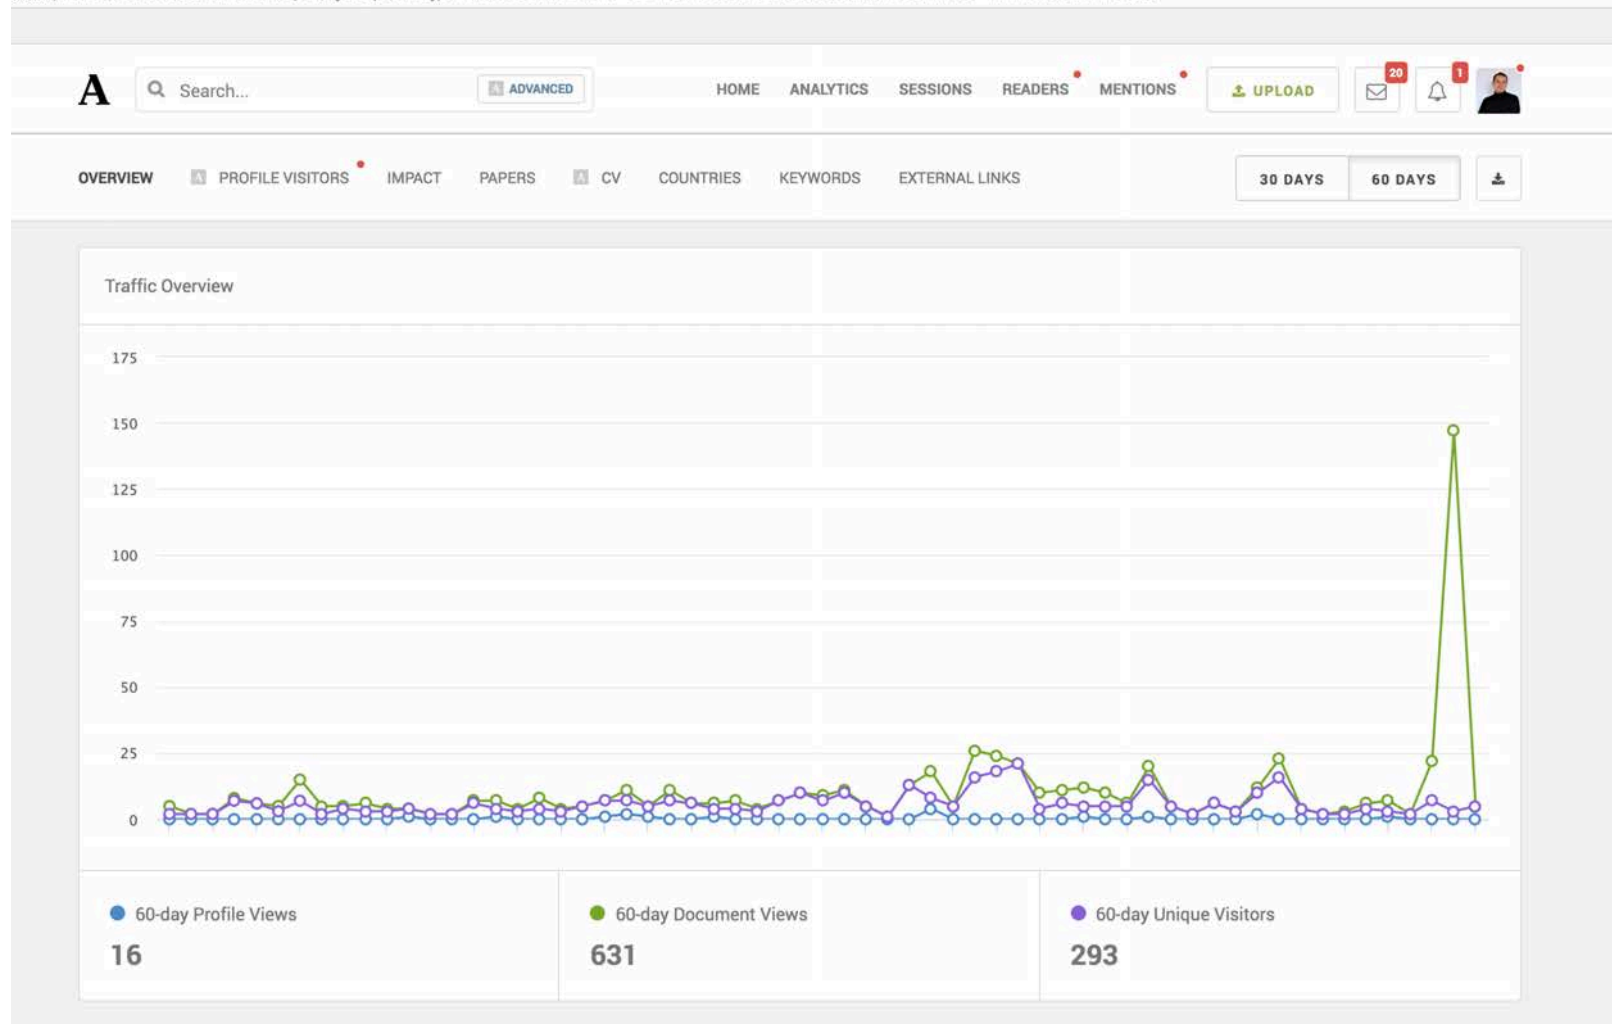 A
Search...
A ADVANCED
HOME
ANALYTICS
SESSIONS
READERS
MENTIONS
UPLOAD
20
1
OVERVIEW
A PROFILE VISITORS
IMPACT
PAPERS
A CV
COUNTRIES
KEYWORDS
EXTERNAL LINKS
30 DAYS
60 DAYS
Traffic Overview
175
150
125
100
75
50
25
0
60-day Profile Views
16
60-day Document Views
631
60-day Unique Visitors
293